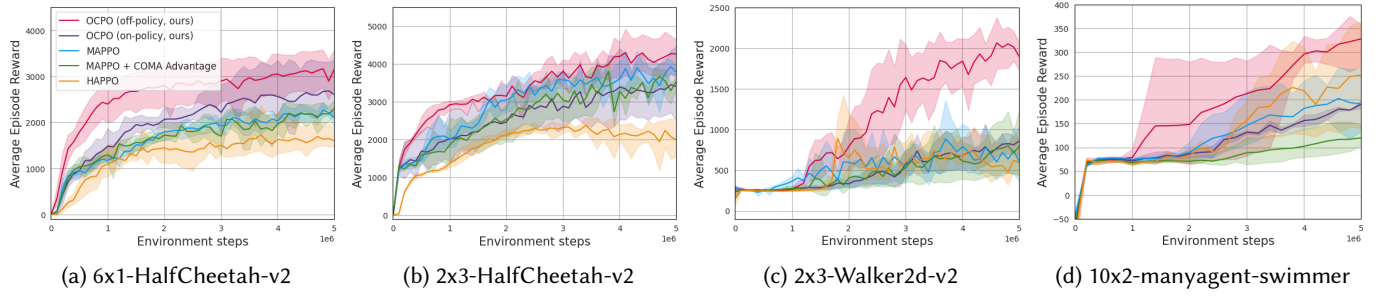 OCPO (off-policy, ours)
OCPO (on-policy, ours)
MAPPO
MAPPO + COMA Advantage
HAPPO
Average Episode Reward
4000
3000
2000
1000
0
0 1 2 3 4 5
1e6
Environment steps
(a) 6x1-HalfCheetah-v2
Average Episode Reward
5000
4000
3000
2000
1000
0
0 1 2 3 4 5
1e6
Environment steps
(b) 2x3-HalfCheetah-v2
Average Episode Reward
2500
2000
1500
1000
500
0
0 1 2 3 4 5
1e6
Environment steps
(c) 2x3-Walker2d-v2
Average Episode Reward
400
350
300
250
200
150
100
50
0
−50
0 1 2 3 4 5
1e6
Environment steps
(d) 10x2-manyagent-swimmer